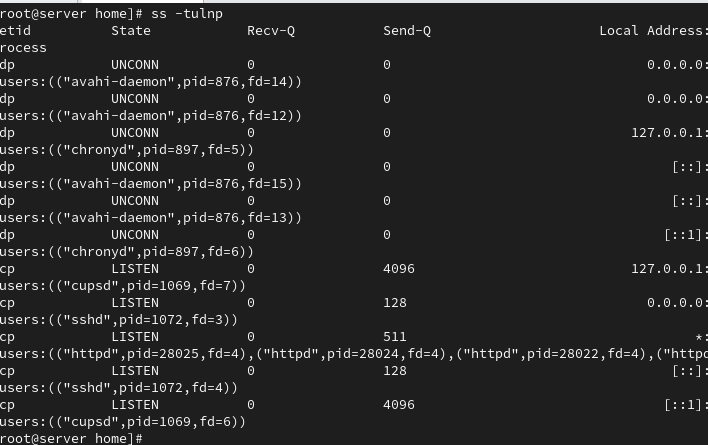 root@server home]# ss -tulnp
etid State Recv-Q Send-Q Local Address:
rocess
dp UNCONN 0 0 0.0.0.0:
users:(("avahi-daemon",pid=876,fd=14))
dp UNCONN 0 0 0.0.0.0:
users:(("avahi-daemon",pid=876,fd=12))
dp UNCONN 0 0 127.0.0.1:
users:(("chronyd",pid=897,fd=5))
dp UNCONN 0 0 [::]:
users:(("avahi-daemon",pid=876,fd=15))
dp UNCONN 0 0 [::]:
users:(("avahi-daemon",pid=876,fd=13))
dp UNCONN 0 0 [::1]:
users:(("chronyd",pid=897,fd=6))
cp LISTEN 0 4096 127.0.0.1:
users:(("cupsd",pid=1069,fd=7))
cp LISTEN 0 128 0.0.0.0:
users:(("sshd",pid=1072,fd=3))
cp LISTEN 0 511 *:
users:(("httpd",pid=28025,fd=4),("httpd",pid=28024,fd=4),("httpd",pid=28022,fd=4),("httpd
cp LISTEN 0 128 [::]:
users:(("sshd",pid=1072,fd=4))
cp LISTEN 0 4096 [::1]:
users:(("cupsd",pid=1069,fd=6))
root@server home]#